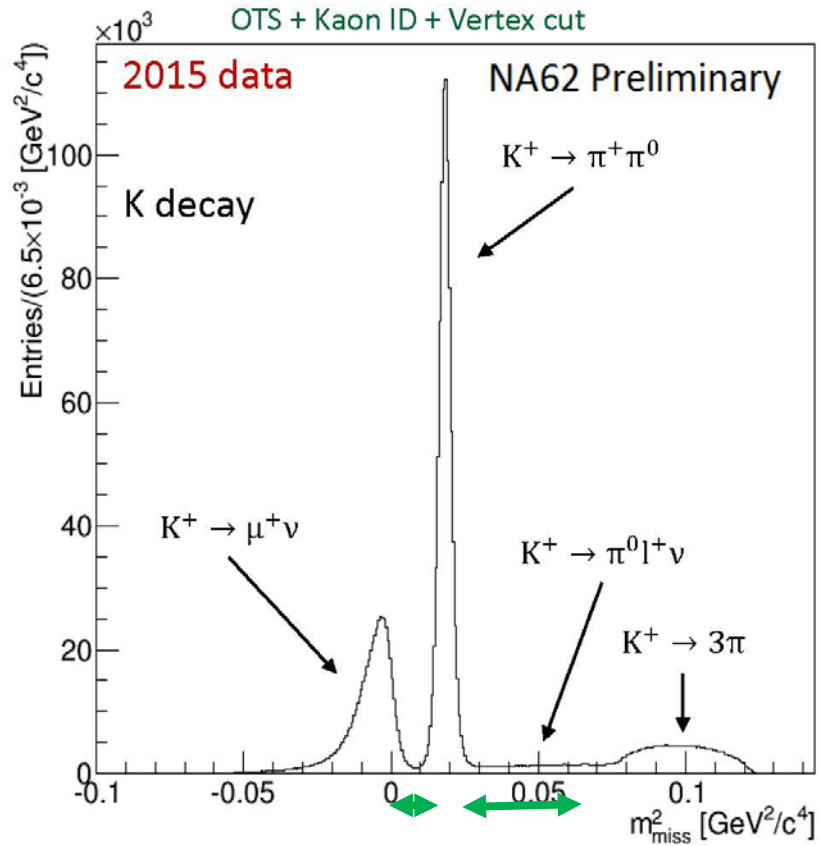 OTS + Kaon ID + Vertex cut
×10³
2015 data
NA62 Preliminary
Entries/(6.5×10⁻³ [GeV²/c⁴])
K⁺ → π⁺π⁰
K decay
K⁺ → μ⁺ν
K⁺ → π⁰l⁺ν
K⁺ → 3π
100
80
60
40
20
0
-0.1
-0.05
0
0.05
0.1
m²miss [GeV²/c⁴]